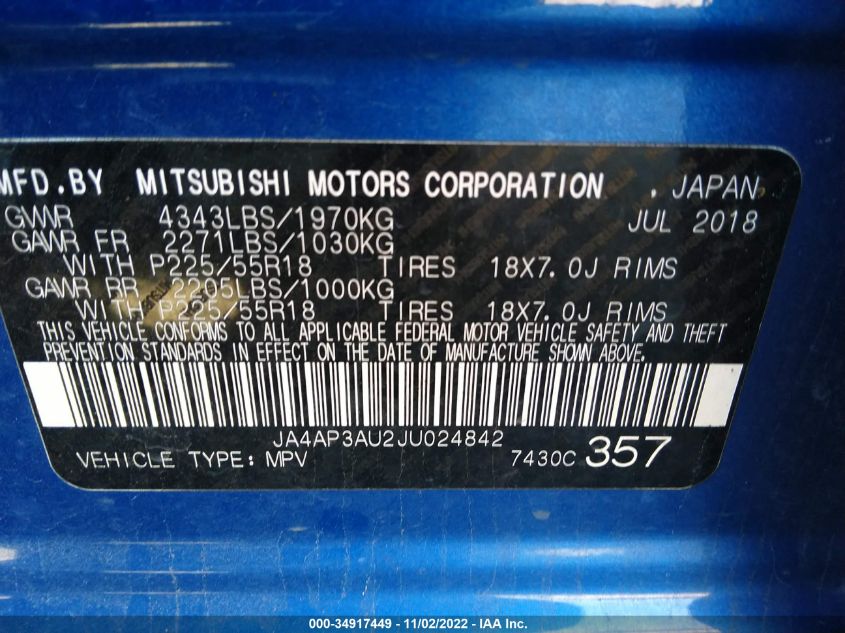 MFD.BY MITSUBISHI MOTORS CORPORATION . JAPAN
GVWR 4343LBS/1970KG JUL 2018
GAWR FR 2271LBS/1030KG
WITH P225/55R18 TIRES 18X7.0J RIMS
GAWR RR 2205LBS/1000KG
WITH P225/55R18 TIRES 18X7.0J RIMS
THIS VEHICLE CONFORMS TO ALL APPLICABLE FEDERAL MOTOR VEHICLE SAFETY AND THEFT
PREVENTION STANDARDS IN EFFECT ON THE DATE OF MANUFACTURE SHOWN ABOVE.
JA4AP3AU2JU024842
VEHICLE TYPE: MPV 7430C 357
000-34917449 - 11/02/2022 - IAA Inc.